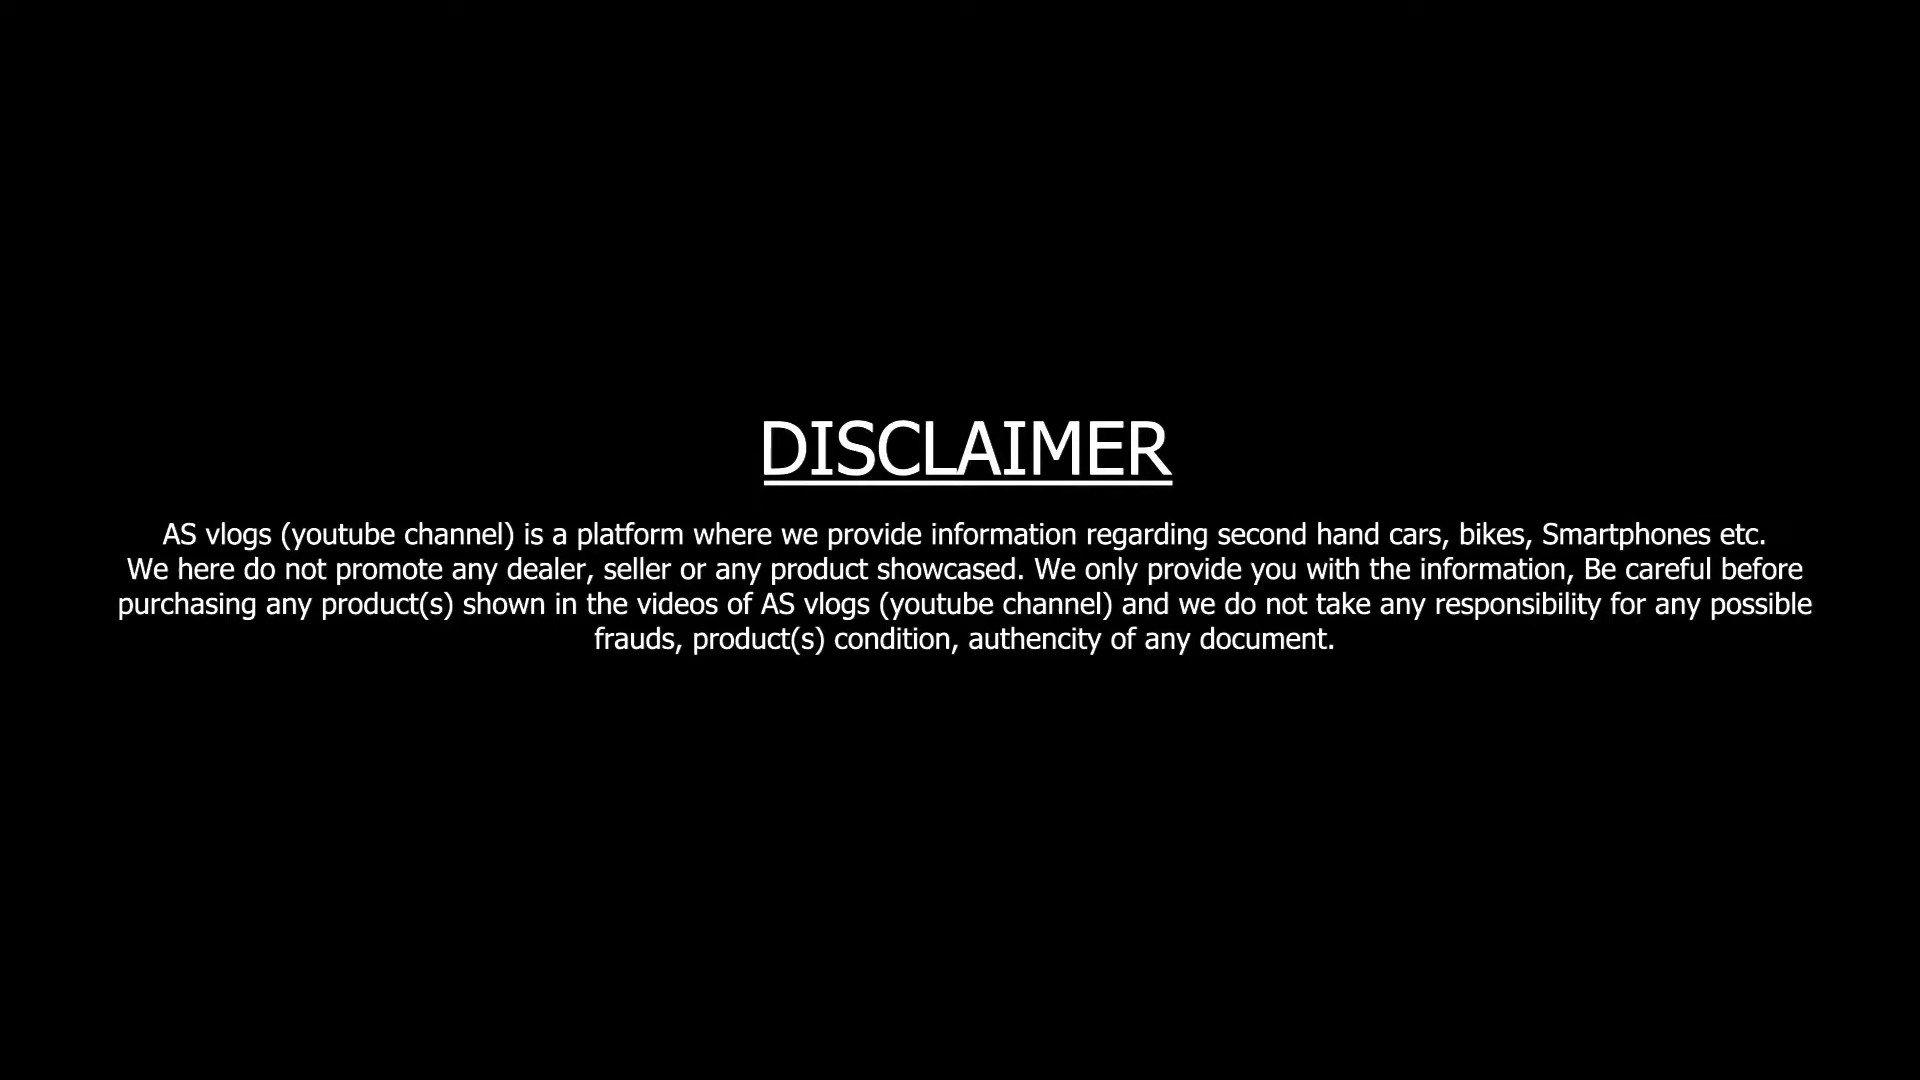 DISCLAIMER
AS vlogs (youtube channel) is a platform where we provide information regarding second hand cars, bikes, Smartphones etc.
We here do not promote any dealer, seller or any product showcased. We only provide you with the information, Be careful before
purchasing any product(s) shown in the videos of AS vlogs (youtube channel) and we do not take any responsibility for any possible
frauds, product(s) condition, authencity of any document.